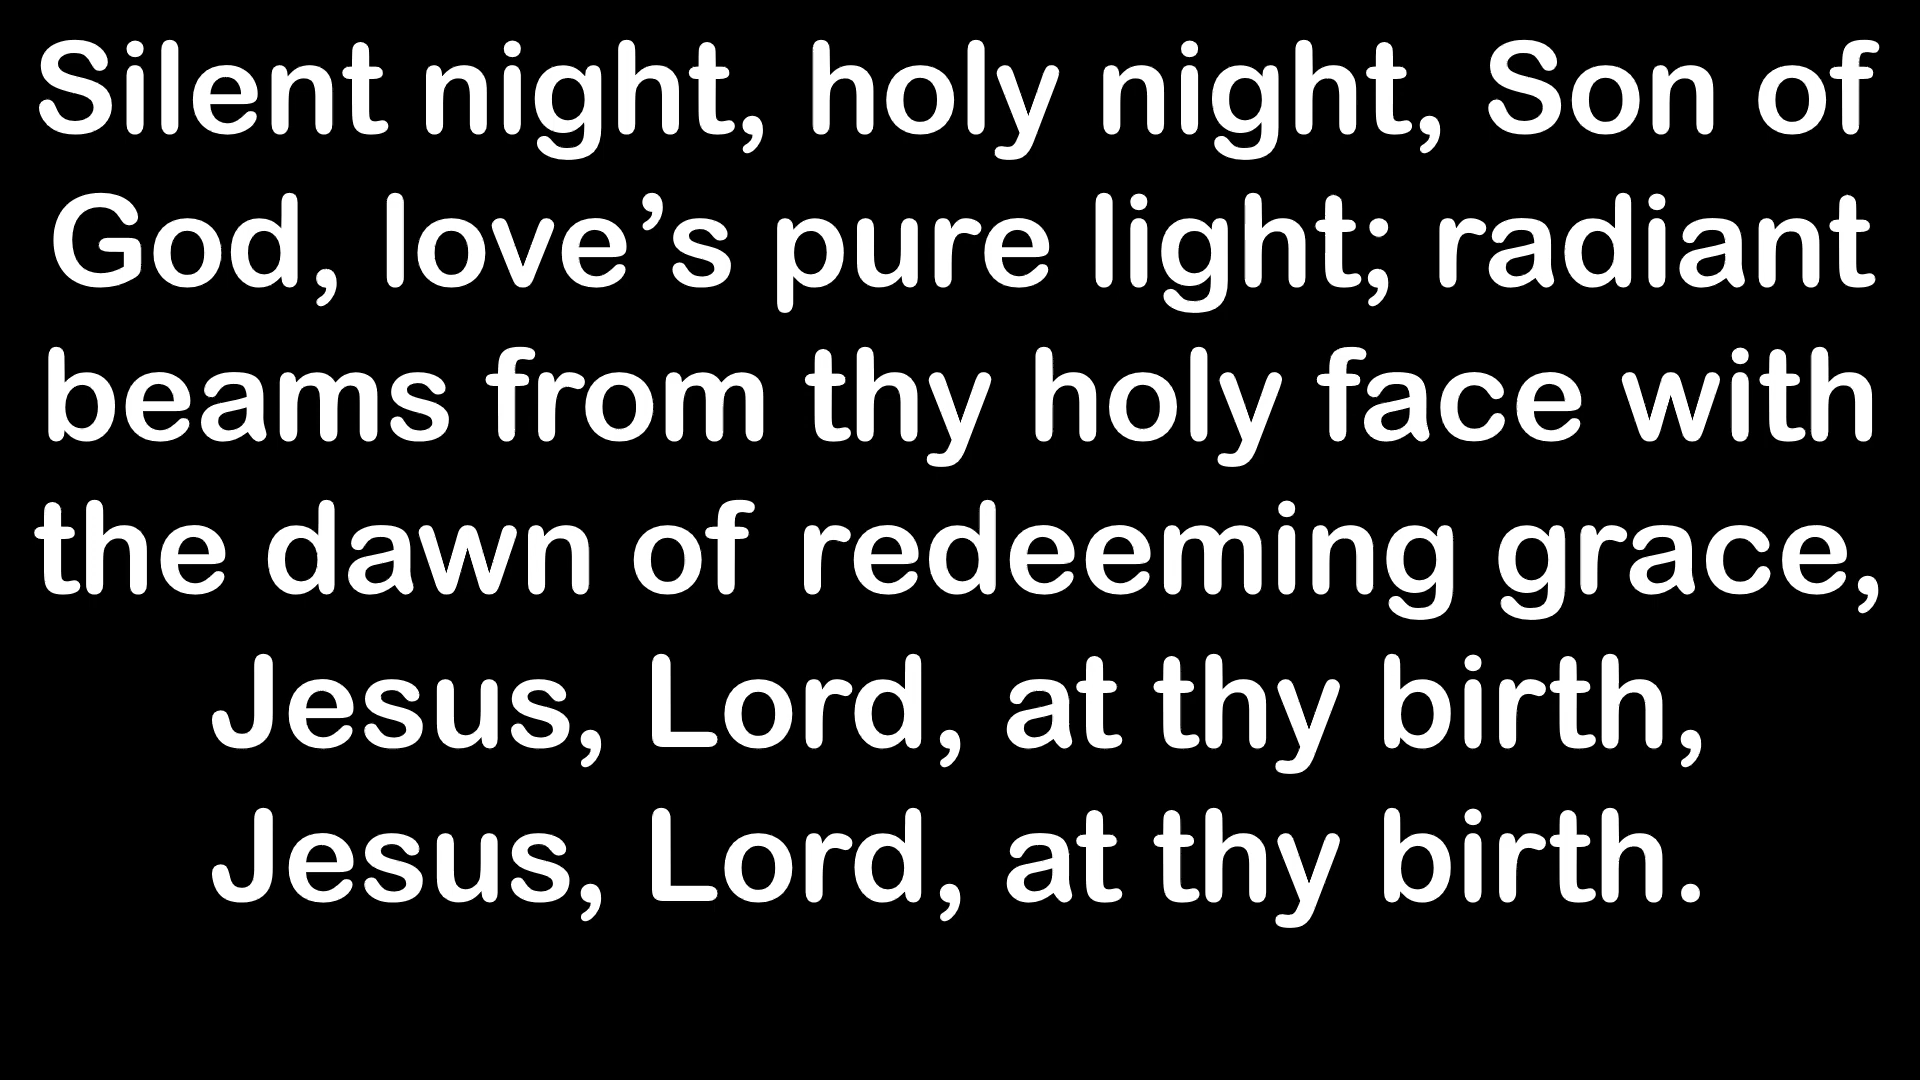 Silent night, holy night, Son of
God, love’s pure light; radiant
beams from thy holy face with
the dawn of redeeming grace,
Jesus, Lord, at thy birth,
Jesus, Lord, at thy birth.